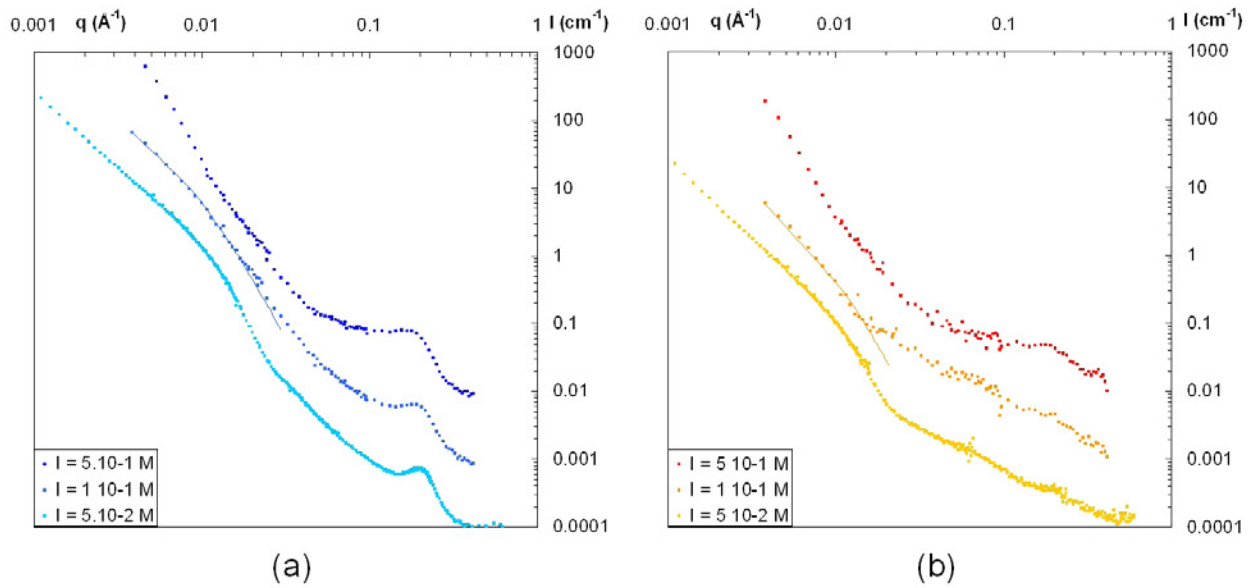 0.001 q (Å-1) 0.01 0.1 1 I (cm-1)
1000
100
10
1
0.1
0.01
0.001
0.0001
I = 5.10-1 M
I = 1 10-1 M
I = 5.10-2 M
(a)
0.001 q (Å-1) 0.01 0.1 1 I (cm-1)
1000
100
10
1
0.1
0.01
0.001
0.0001
I = 5 10-1 M
I = 1 10-1 M
I = 5 10-2 M
(b)